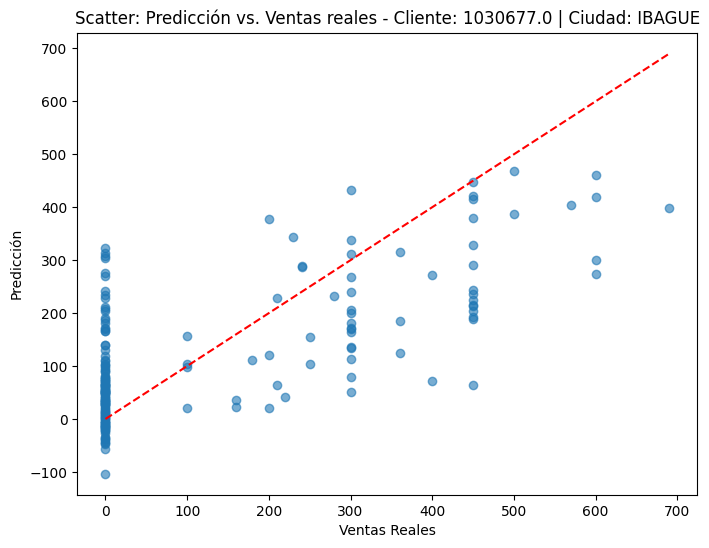 Scatter: Predicción vs. Ventas reales - Cliente: 1030677.0 | Ciudad: IBAGUE
Predicción
700
600
500
400
300
200
100
0
−100
0 100 200 300 400 500 600 700
Ventas Reales